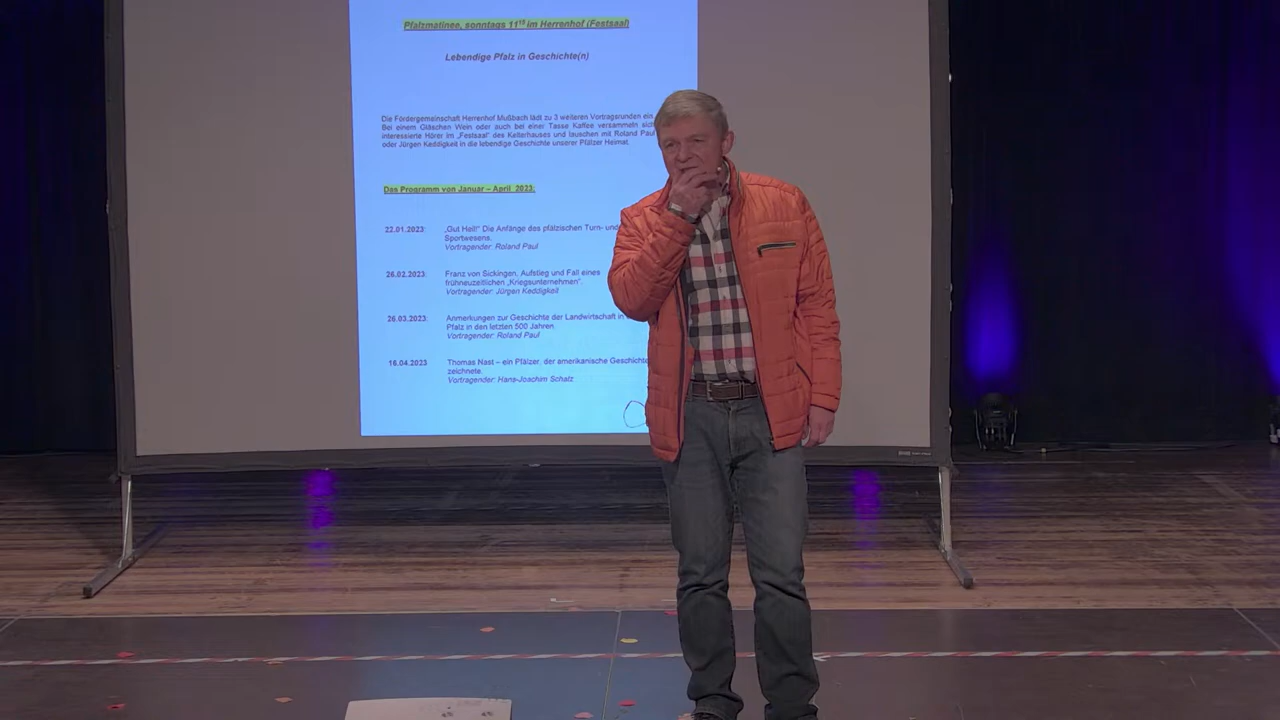 Pfalzmatinee, sonntags 11¹⁵ im Herrenhof (Festsaal)
Lebendige Pfalz in Geschichte(n)
Die Fördergemeinschaft Herrenhof Mußbach lädt zu 3 weiteren Vortragsrunden ein.
Bei einem Gläschen Wein oder auch bei einer Tasse Kaffee versammeln sich
interessierte Hörer im „Festsaal" des Kelterhauses und lauschen mit Roland Paul
oder Jürgen Keddigkeit in die lebendige Geschichte unserer Pfälzer Heimat.
Das Programm von Januar – April 2023:
22.01.2023: „Gut Heil!" Die Anfänge des pfälzischen Turn- und
Sportwesens.
Vortragender: Roland Paul
26.02.2023: Franz von Sickingen, Aufstieg und Fall eines
frühneuzeitlichen „Kriegsunternehmen".
Vortragender: Jürgen Keddigkeit
26.03.2023: Anmerkungen zur Geschichte der Landwirtschaft in
Pfalz in den letzten 500 Jahren.
Vortragender: Roland Paul
16.04.2023 Thomas Nast – ein Pfälzer, der amerikanische Geschichte
zeichnete.
Vortragender: Hans-Joachim Schatz